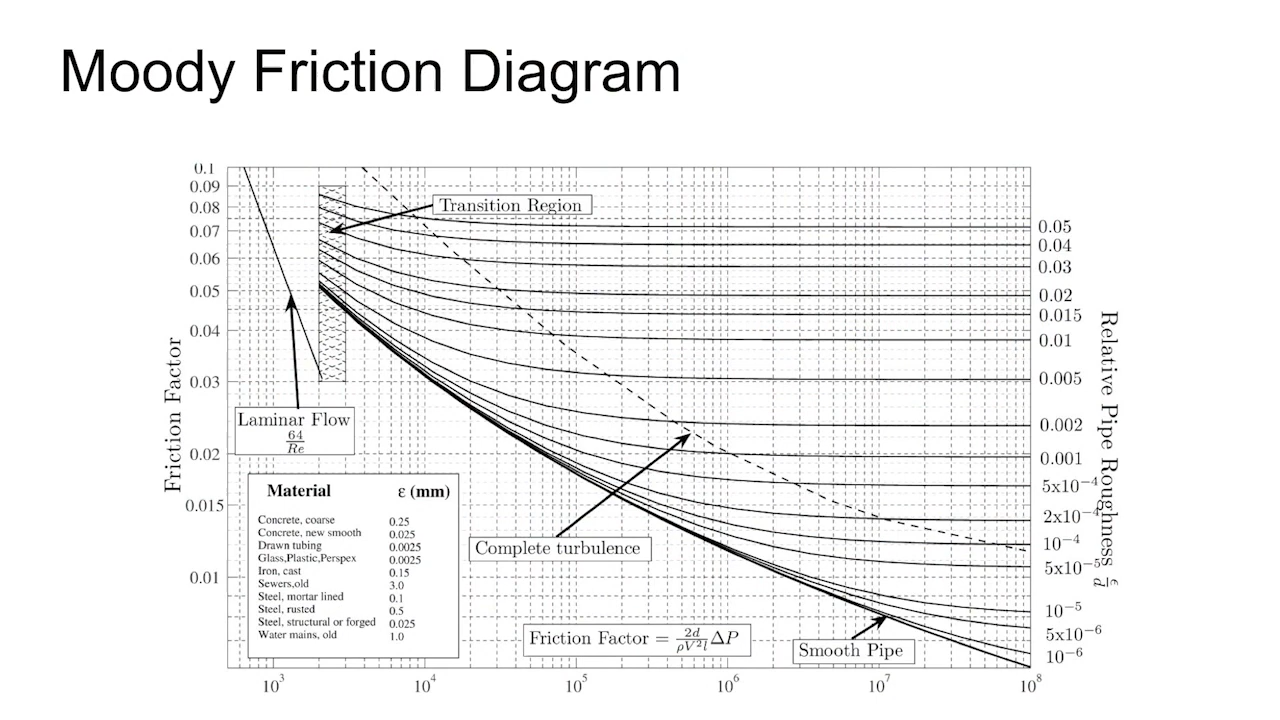 Moody Friction Diagram
0.1
0.09
0.08
0.07
0.06
0.05
0.04
0.03
0.02
0.015
0.01
Friction Factor
Transition Region
Laminar Flow
64/Re
Complete turbulence
Smooth Pipe
Friction Factor = 2d/ρV²l ΔP
Material ε (mm)
Concrete, coarse 0.25
Concrete, new smooth 0.025
Drawn tubing 0.0025
Glass,Plastic,Perspex 0.0025
Iron, cast 0.15
Sewers,old 3.0
Steel, mortar lined 0.1
Steel, rusted 0.5
Steel, structural or forged 0.025
Water mains, old 1.0
0.05
0.04
0.03
0.02
0.015
0.01
0.005
0.002
0.001
5x10⁻⁴
2x10⁻⁴
10⁻⁴
5x10⁻⁵
10⁻⁵
5x10⁻⁶
10⁻⁶
Relative Pipe Roughness ε/d
10³ 10⁴ 10⁵ 10⁶ 10⁷ 10⁸